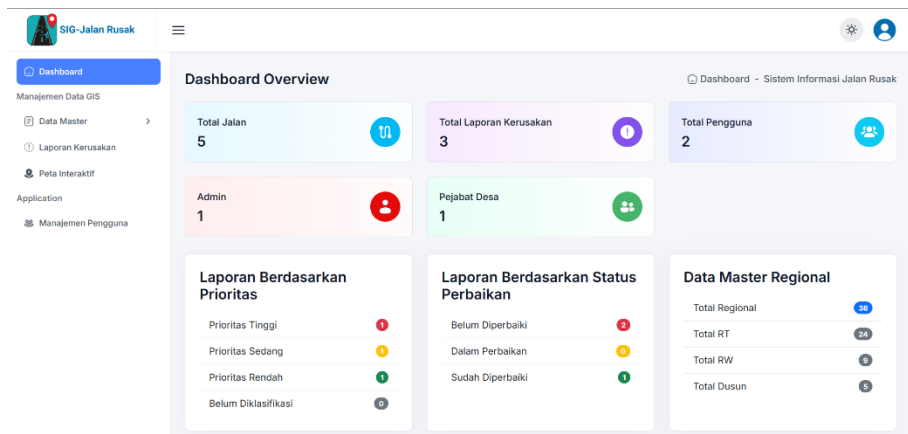 SIG-Jalan Rusak
Dashboard
Manajemen Data GIS
Data Master
Laporan Kerusakan
Peta Interaktif
Application
Manajemen Pengguna
Dashboard Overview
Dashboard - Sistem Informasi Jalan Rusak
Total Jalan
5
Total Laporan Kerusakan
3
Total Pengguna
2
Admin
1
Pejabat Desa
1
Laporan Berdasarkan
Prioritas
Prioritas Tinggi 1
Prioritas Sedang 1
Prioritas Rendah 1
Belum Diklasifikasi 0
Laporan Berdasarkan Status
Perbaikan
Belum Diperbaiki 2
Dalam Perbaikan 0
Sudah Diperbaiki 1
Data Master Regional
Total Regional 38
Total RT 24
Total RW 9
Total Dusun 5